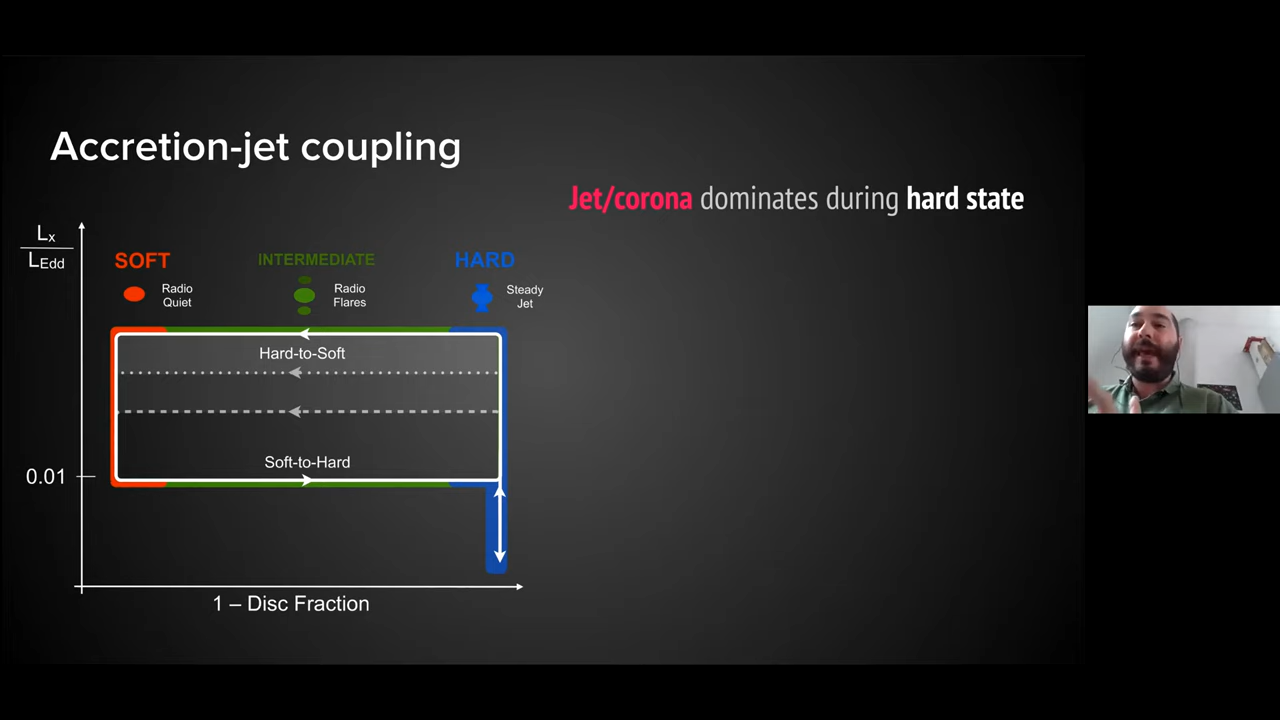 Accretion-jet coupling
Jet/corona dominates during hard state
Lx
LEdd
SOFT
INTERMEDIATE
HARD
Radio
Quiet
Radio
Flares
Steady
Jet
Hard-to-Soft
Soft-to-Hard
0.01
1 – Disc Fraction